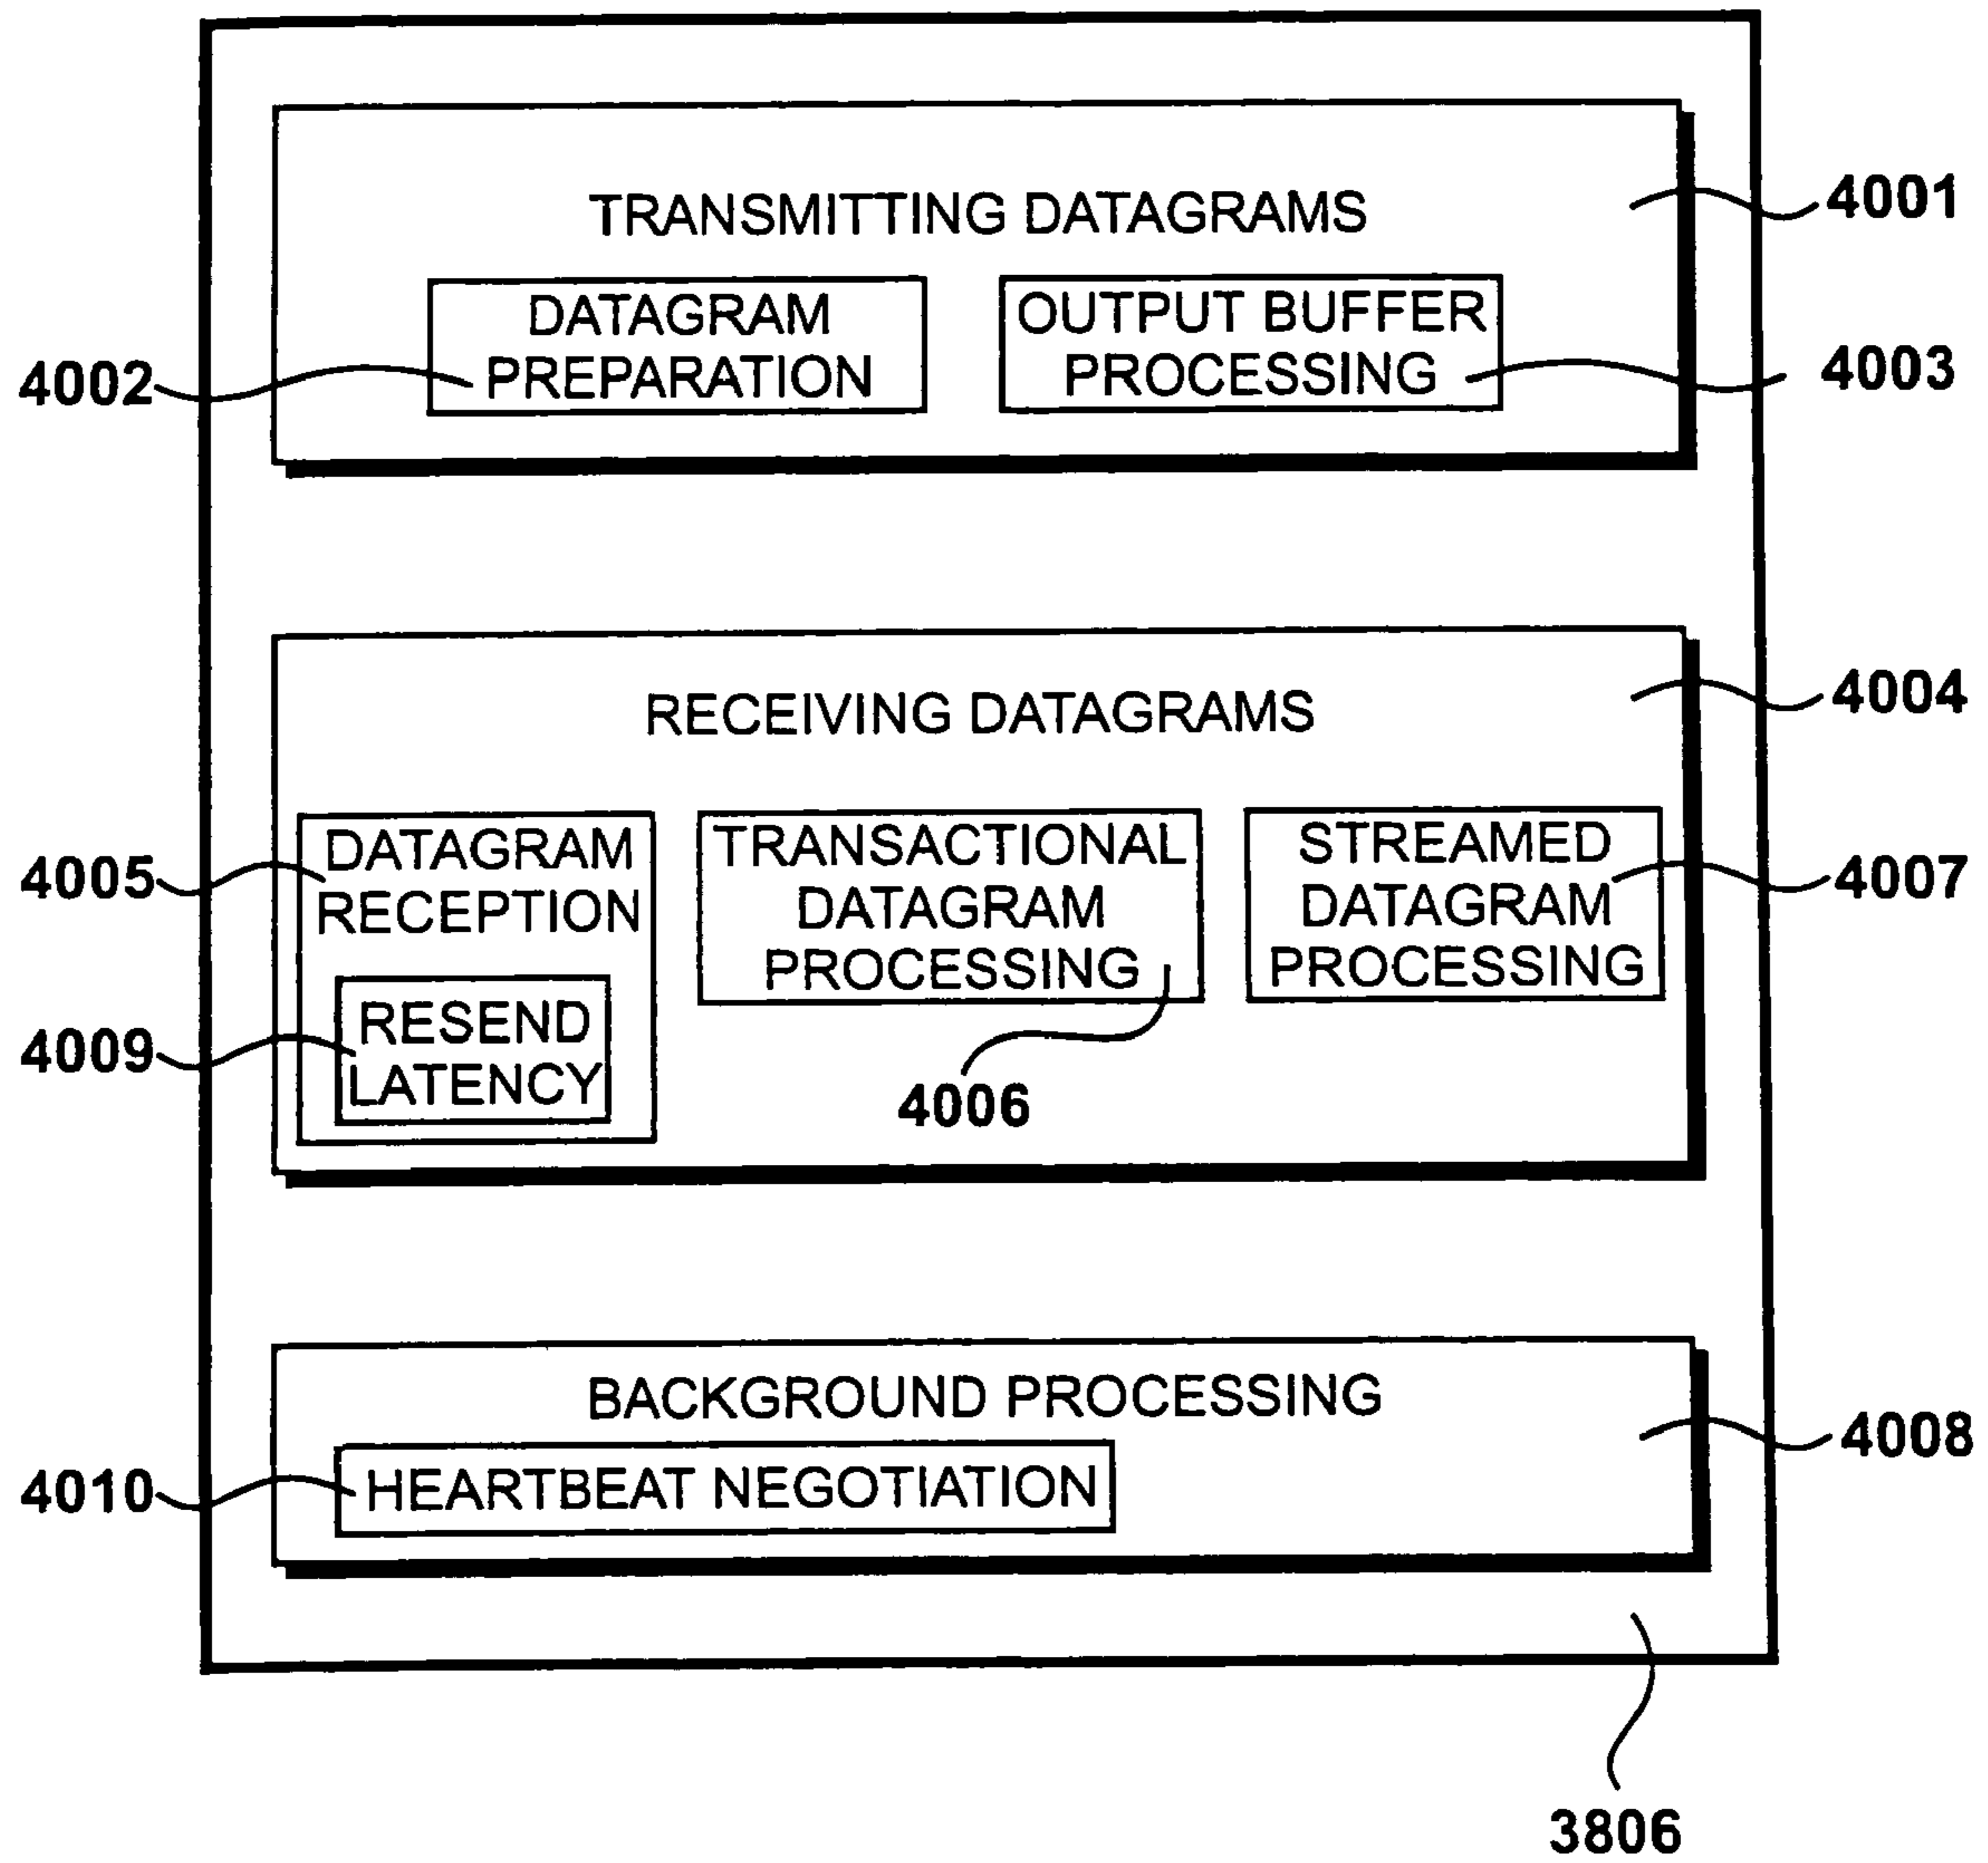 TRANSMITTING DATAGRAMS
4001
DATAGRAM
PREPARATION
4002
OUTPUT BUFFER
PROCESSING
4003
RECEIVING DATAGRAMS
4004
DATAGRAM
RECEPTION
4005
RESEND
LATENCY
4009
TRANSACTIONAL
DATAGRAM
PROCESSING
4006
STREAMED
DATAGRAM
PROCESSING
4007
BACKGROUND PROCESSING
4008
HEARTBEAT NEGOTIATION
4010
3806